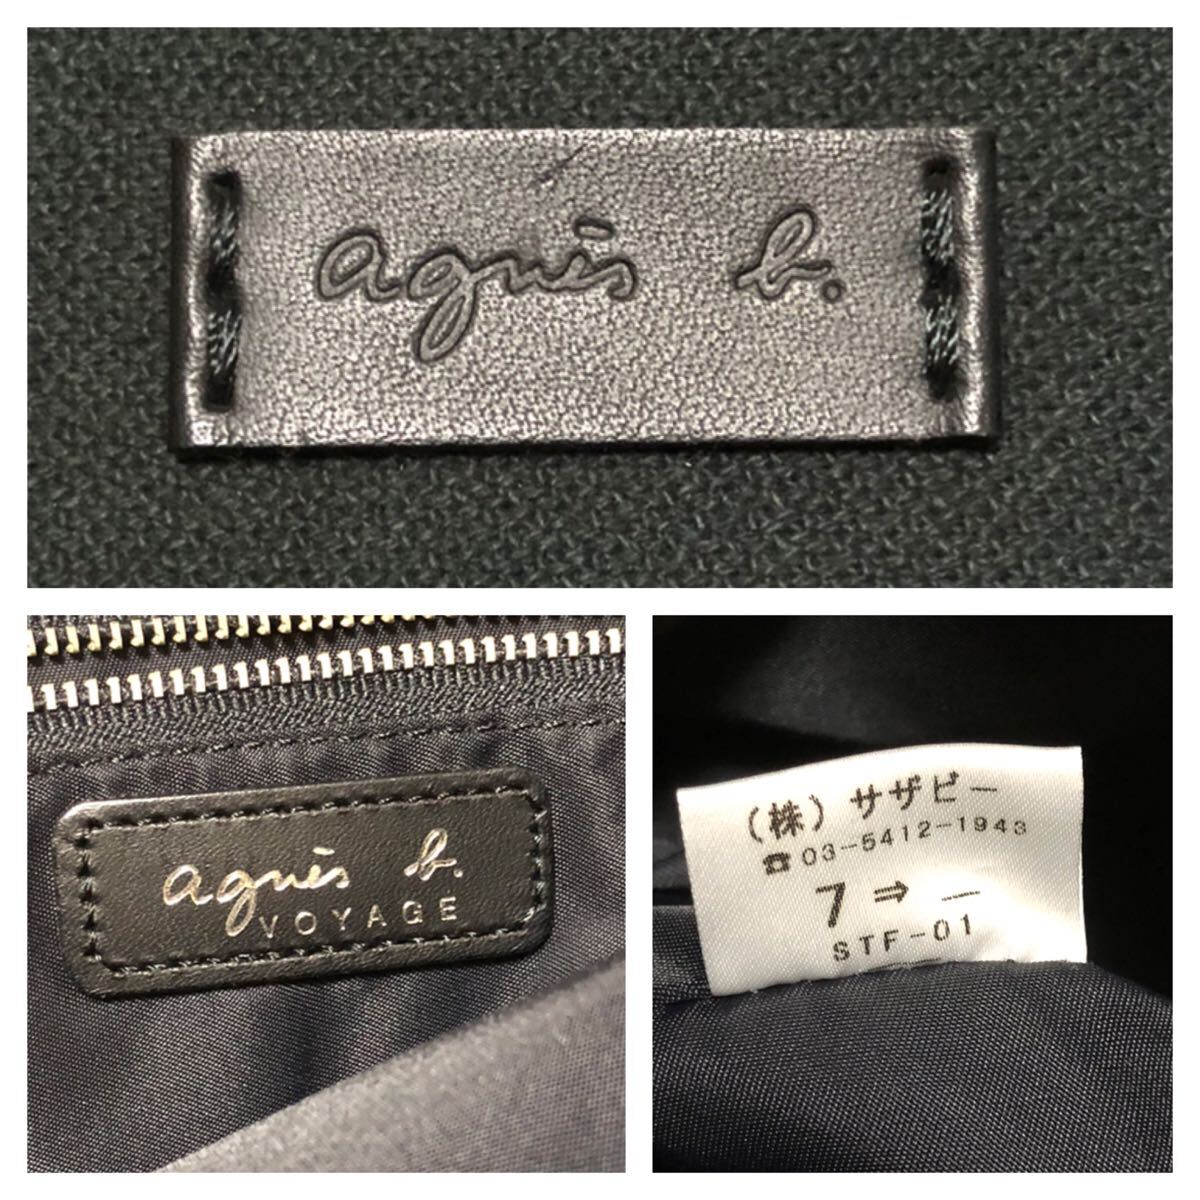 agnès b.
agnès b.
VOYAGE
(株) サザビー
☎03-5412-1943
7⇒—
STF-01